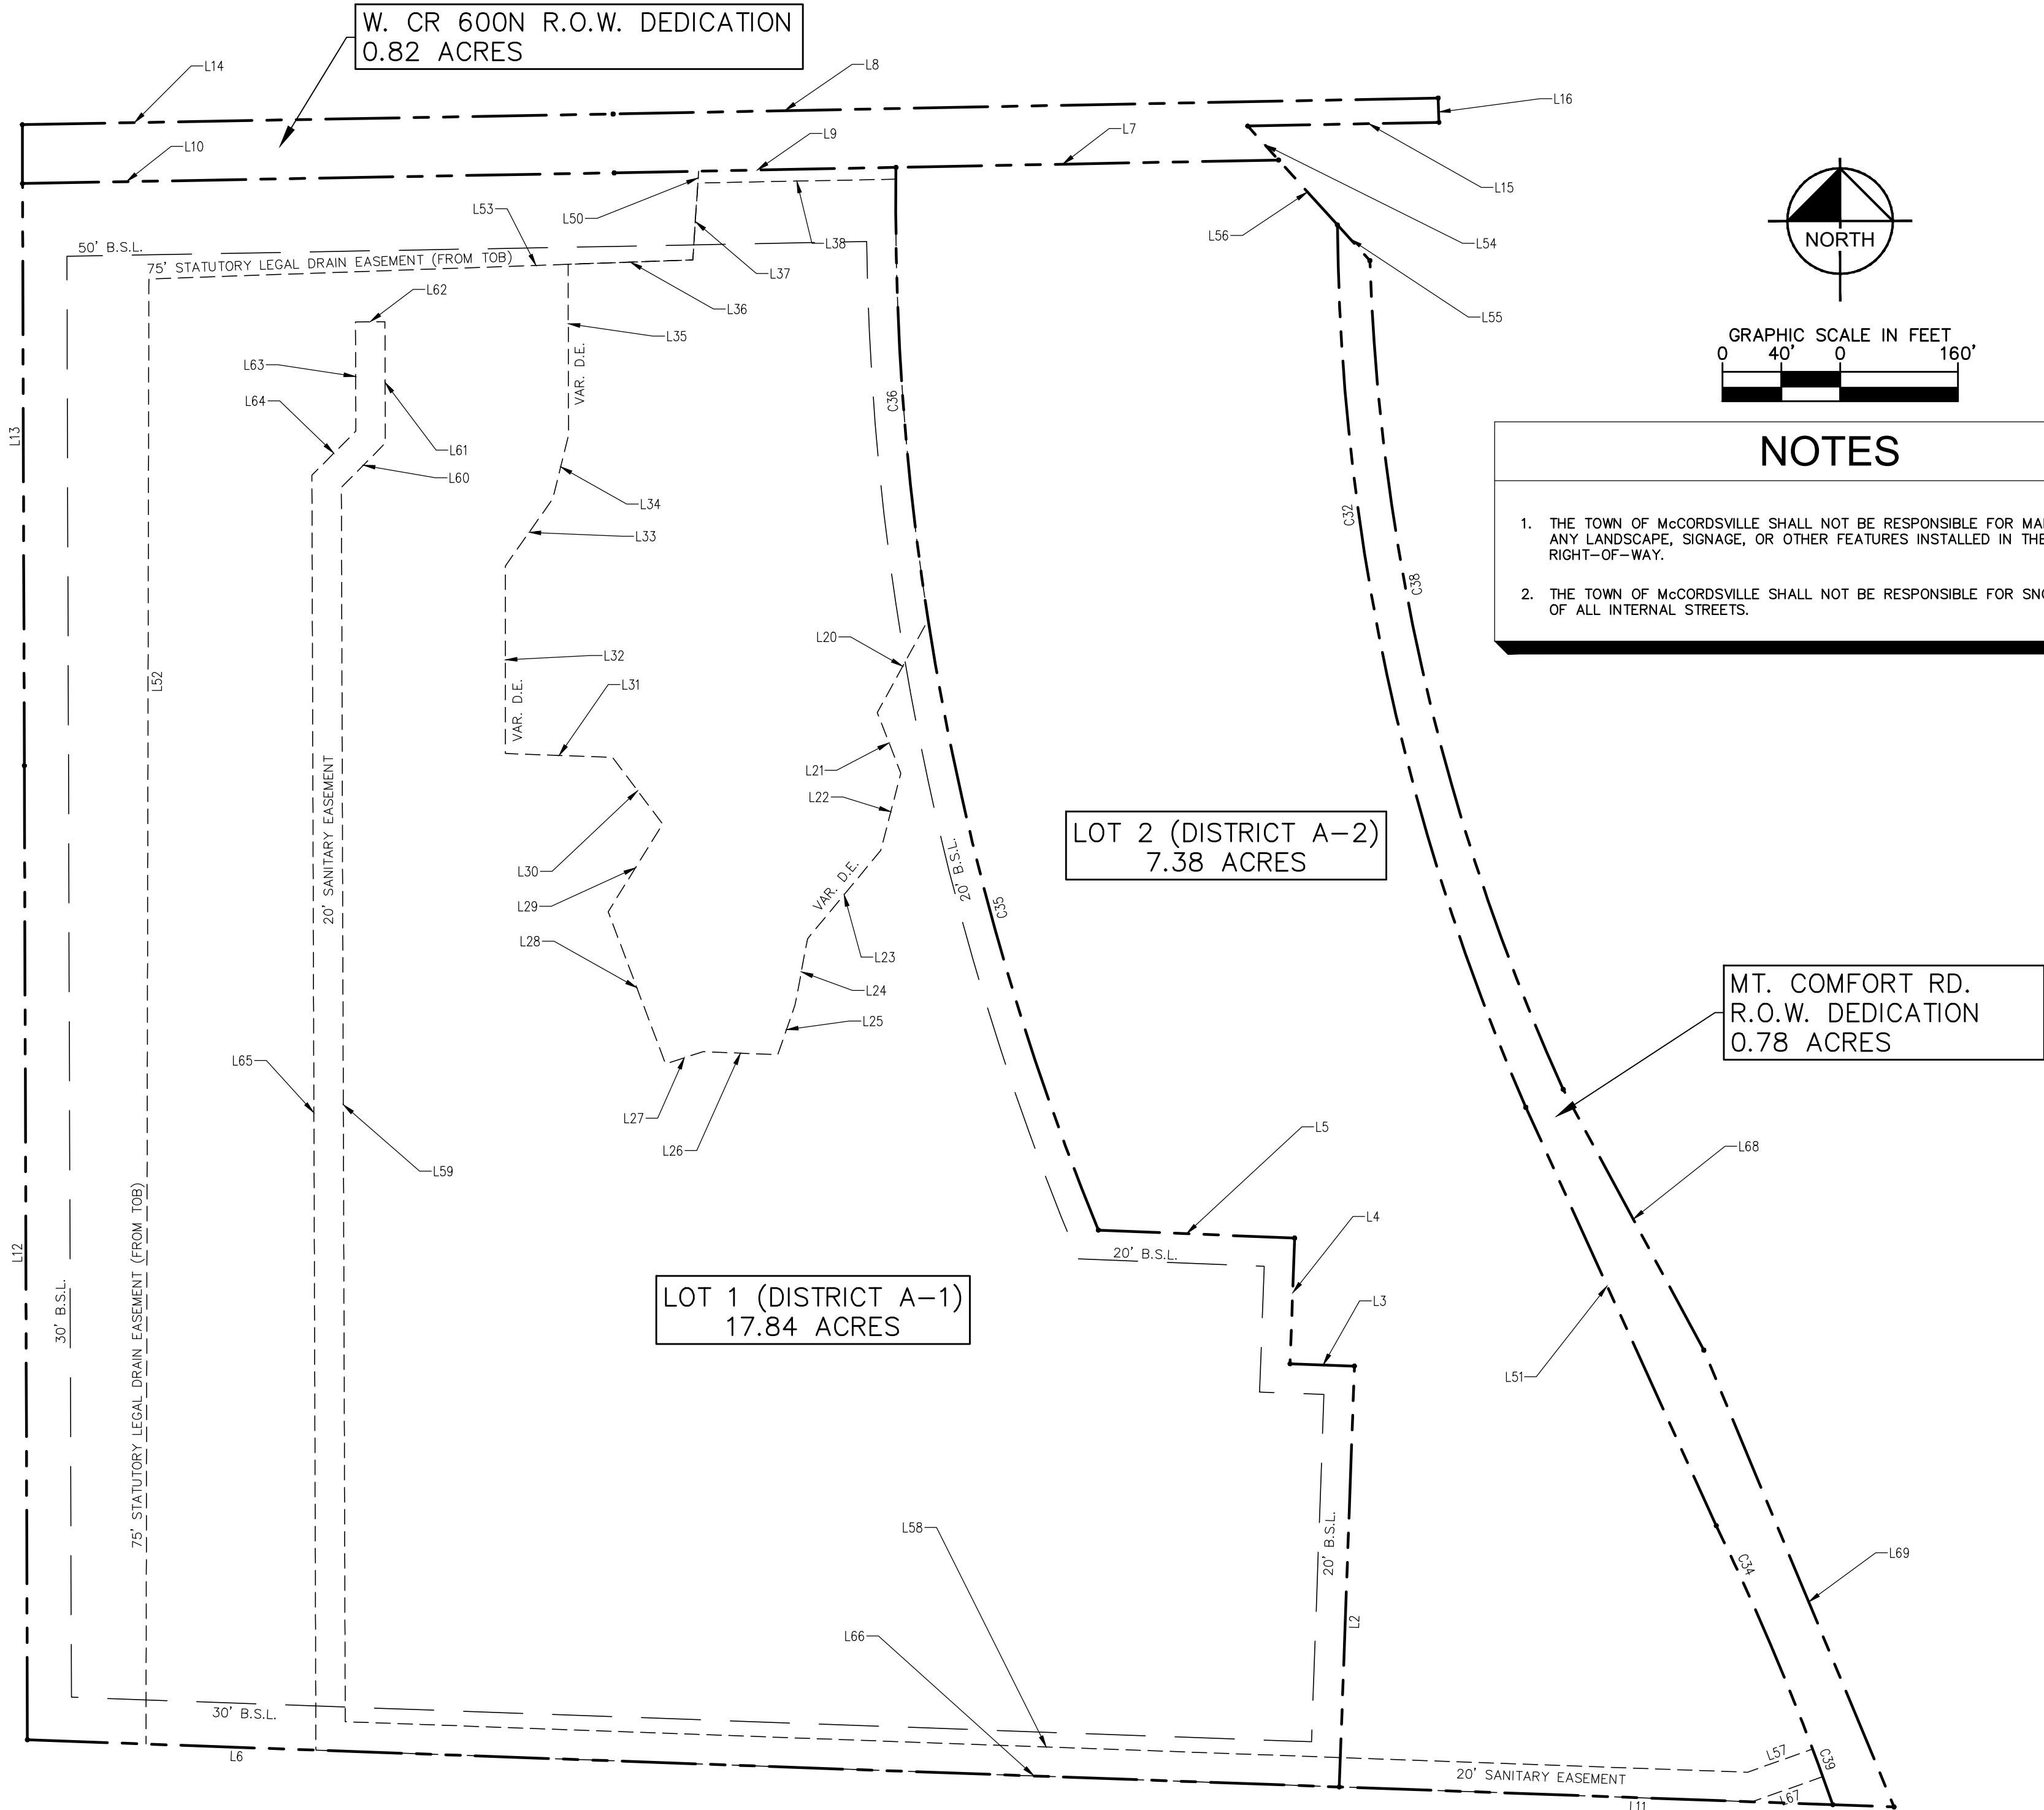 W. CR 600N R.O.W. DEDICATION
0.82 ACRES
L14
L8
L16
L10
L9
L7
L15
L50
L53
L38
L56
L54
L37
50' B.S.L.
75' STATUTORY LEGAL DRAIN EASEMENT (FROM TOB)
L62
L36
L55
L35
L63
L64
VAR. D.E.
C36
L13
L61
L60
L34
L33
C32
C38
NORTH
GRAPHIC SCALE IN FEET
0 40' 0 160'
NOTES
1. THE TOWN OF McCORDSVILLE SHALL NOT BE RESPONSIBLE FOR
ANY LANDSCAPE, SIGNAGE, OR OTHER FEATURES INSTALLED IN
RIGHT-OF-WAY.
2. THE TOWN OF McCORDSVILLE SHALL NOT BE RESPONSIBLE FOR
OF ALL INTERNAL STREETS.
L20
L32
L31
L52
VAR. D.E.
L21
L22
20' SANITARY EASEMENT
LOT 2 (DISTRICT A-2)
7.38 ACRES
L30
L29
VAR. D.E.
20' B.S.L.
C35
L28
L23
L24
L25
MT. COMFORT RD.
R.O.W. DEDICATION
0.78 ACRES
L65
L27
L26
L5
L59
L68
L4
L12
30' B.S.L.
75' STATUTORY LEGAL DRAIN EASEMENT (FROM TOB)
20' B.S.L.
LOT 1 (DISTRICT A-1)
17.84 ACRES
L3
L51
L58
20' B.S.L.
L69
C34
L2
L66
30' B.S.L.
L6
L57
C39
20' SANITARY EASEMENT
L67
L11